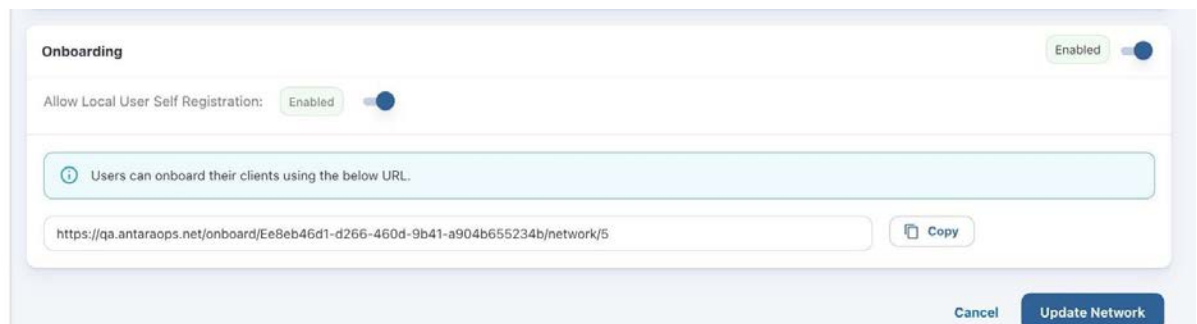 Onboarding
Enabled
Allow Local User Self Registration: Enabled
Users can onboard their clients using the below URL.
https://qa.antaraops.net/onboard/Ee8eb46d1-d266-460d-9b41-a904b655234b/network/5
Copy
Cancel
Update Network